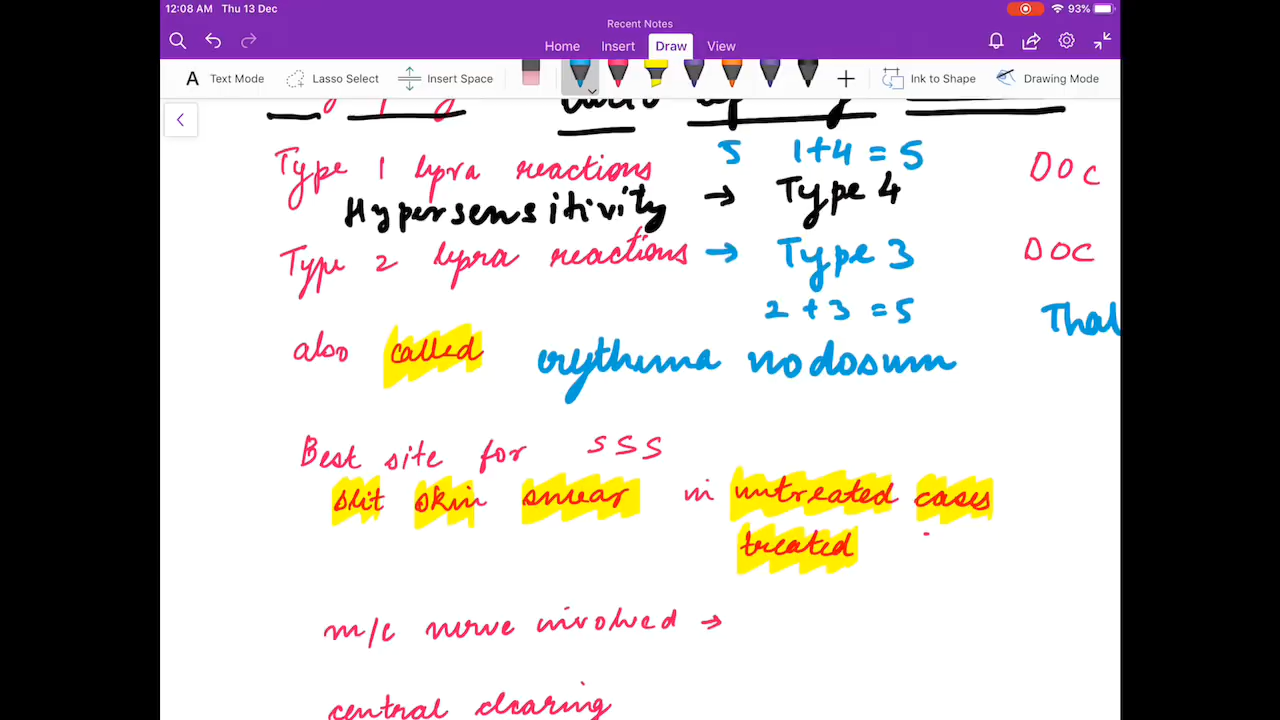 12:08 AM Thu 13 Dec
93%
Recent Notes
Home Insert Draw View
Text Mode Lasso Select Insert Space Ink to Shape Drawing Mode
5 1+4=5
Type 1 lepra reactions DOC
Hypersensitivity → Type 4
Type 2 lepra reactions → Type 3 DOC
2+3=5
Thal
also called erythema nodosum
Best site for SSS
slit skin smear in untreated cases
treated
m/c nerve involved →
central clearing